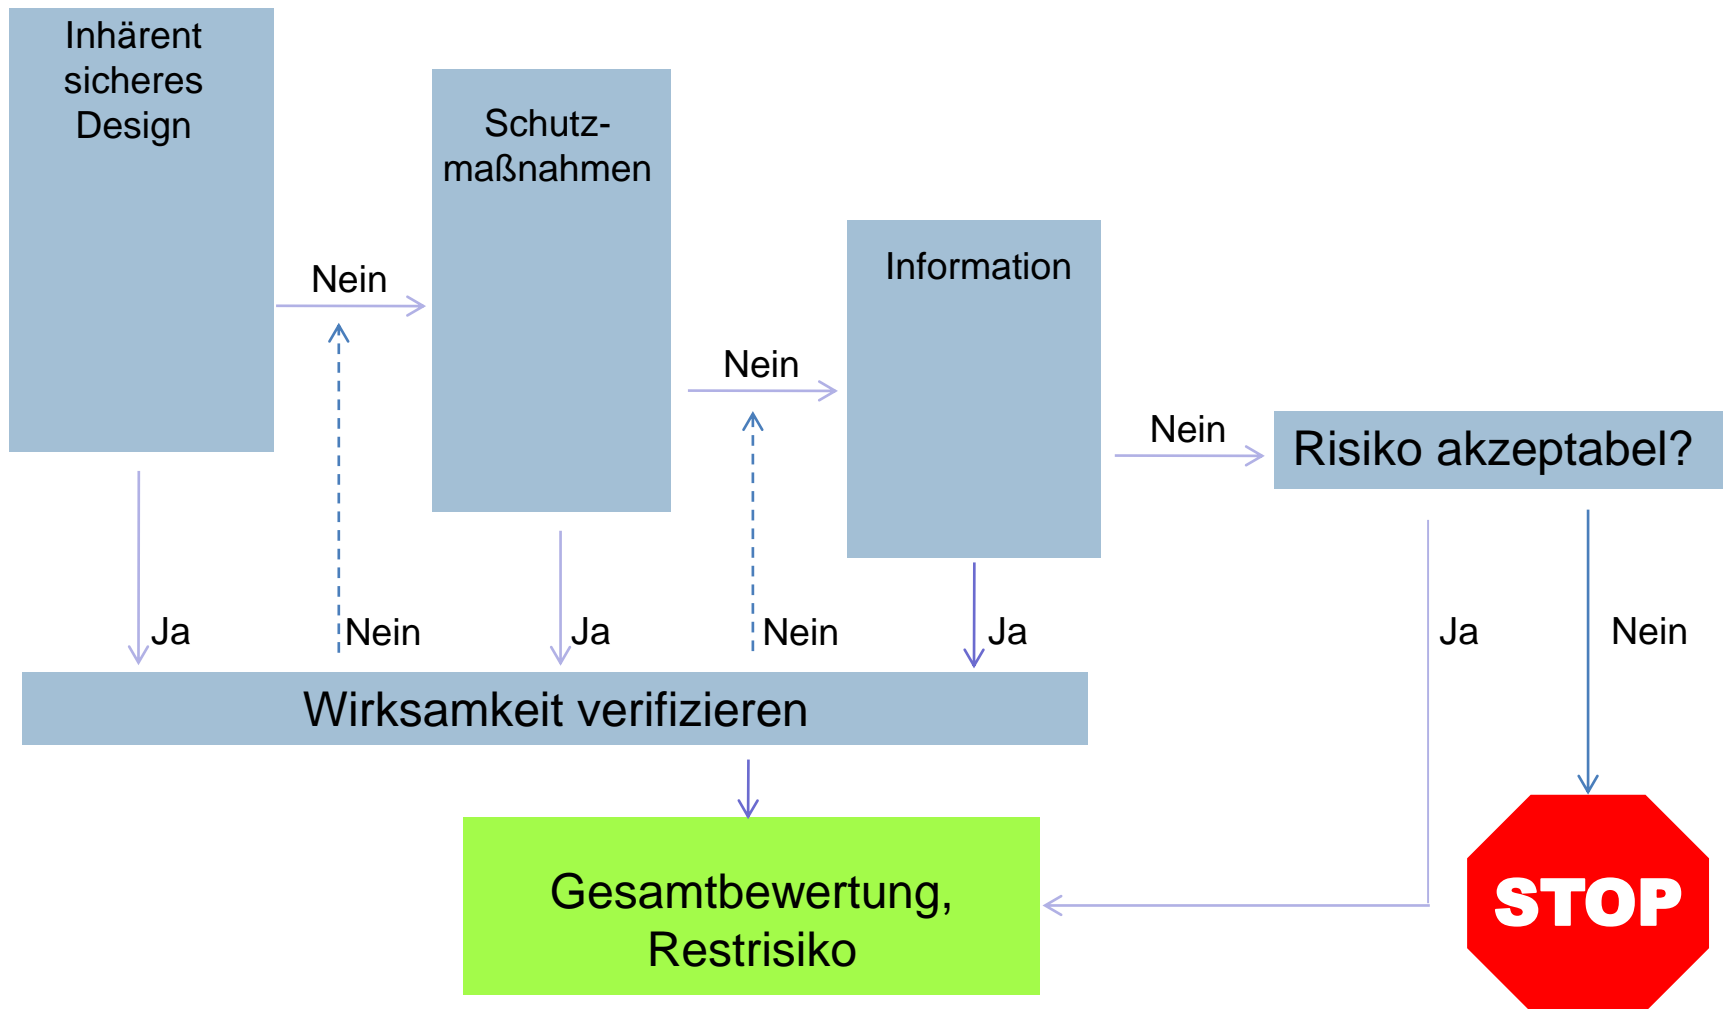 Inhärent
sicheres
Design
Schutz-
maßnahmen
Information
Nein
Nein
Nein
Risiko akzeptabel?
Ja
Nein
Ja
Nein
Ja
Ja
Nein
Wirksamkeit verifizieren
Gesamtbewertung,
Restrisiko
STOP